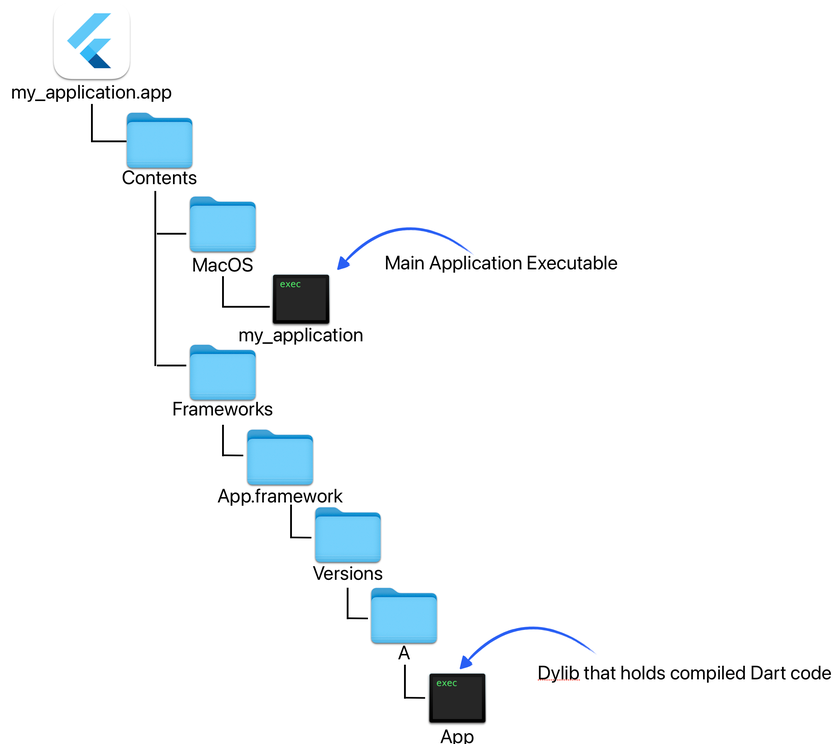 my_application.app
Contents
MacOS
exec
Main Application Executable
my_application
Frameworks
App.framework
Versions
A
exec
Dylib that holds compiled Dart code
App